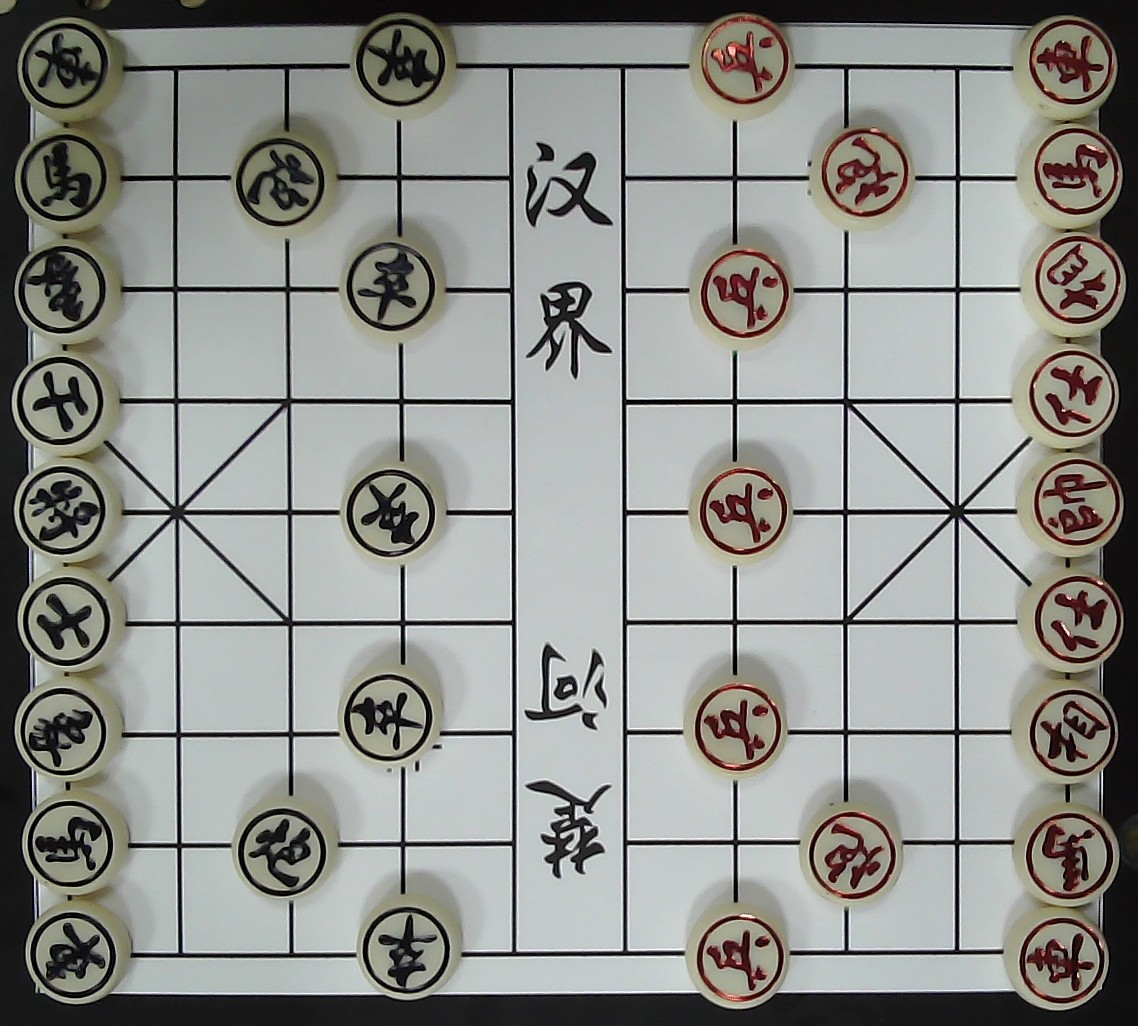 車 卒 兵 車
馬 炮 炮 馬
象 卒 兵 相
士 仕
將 卒 兵 帥
士 仕
象 卒 兵 相
馬 炮 炮 馬
車 卒 兵 車
汉界
楚河